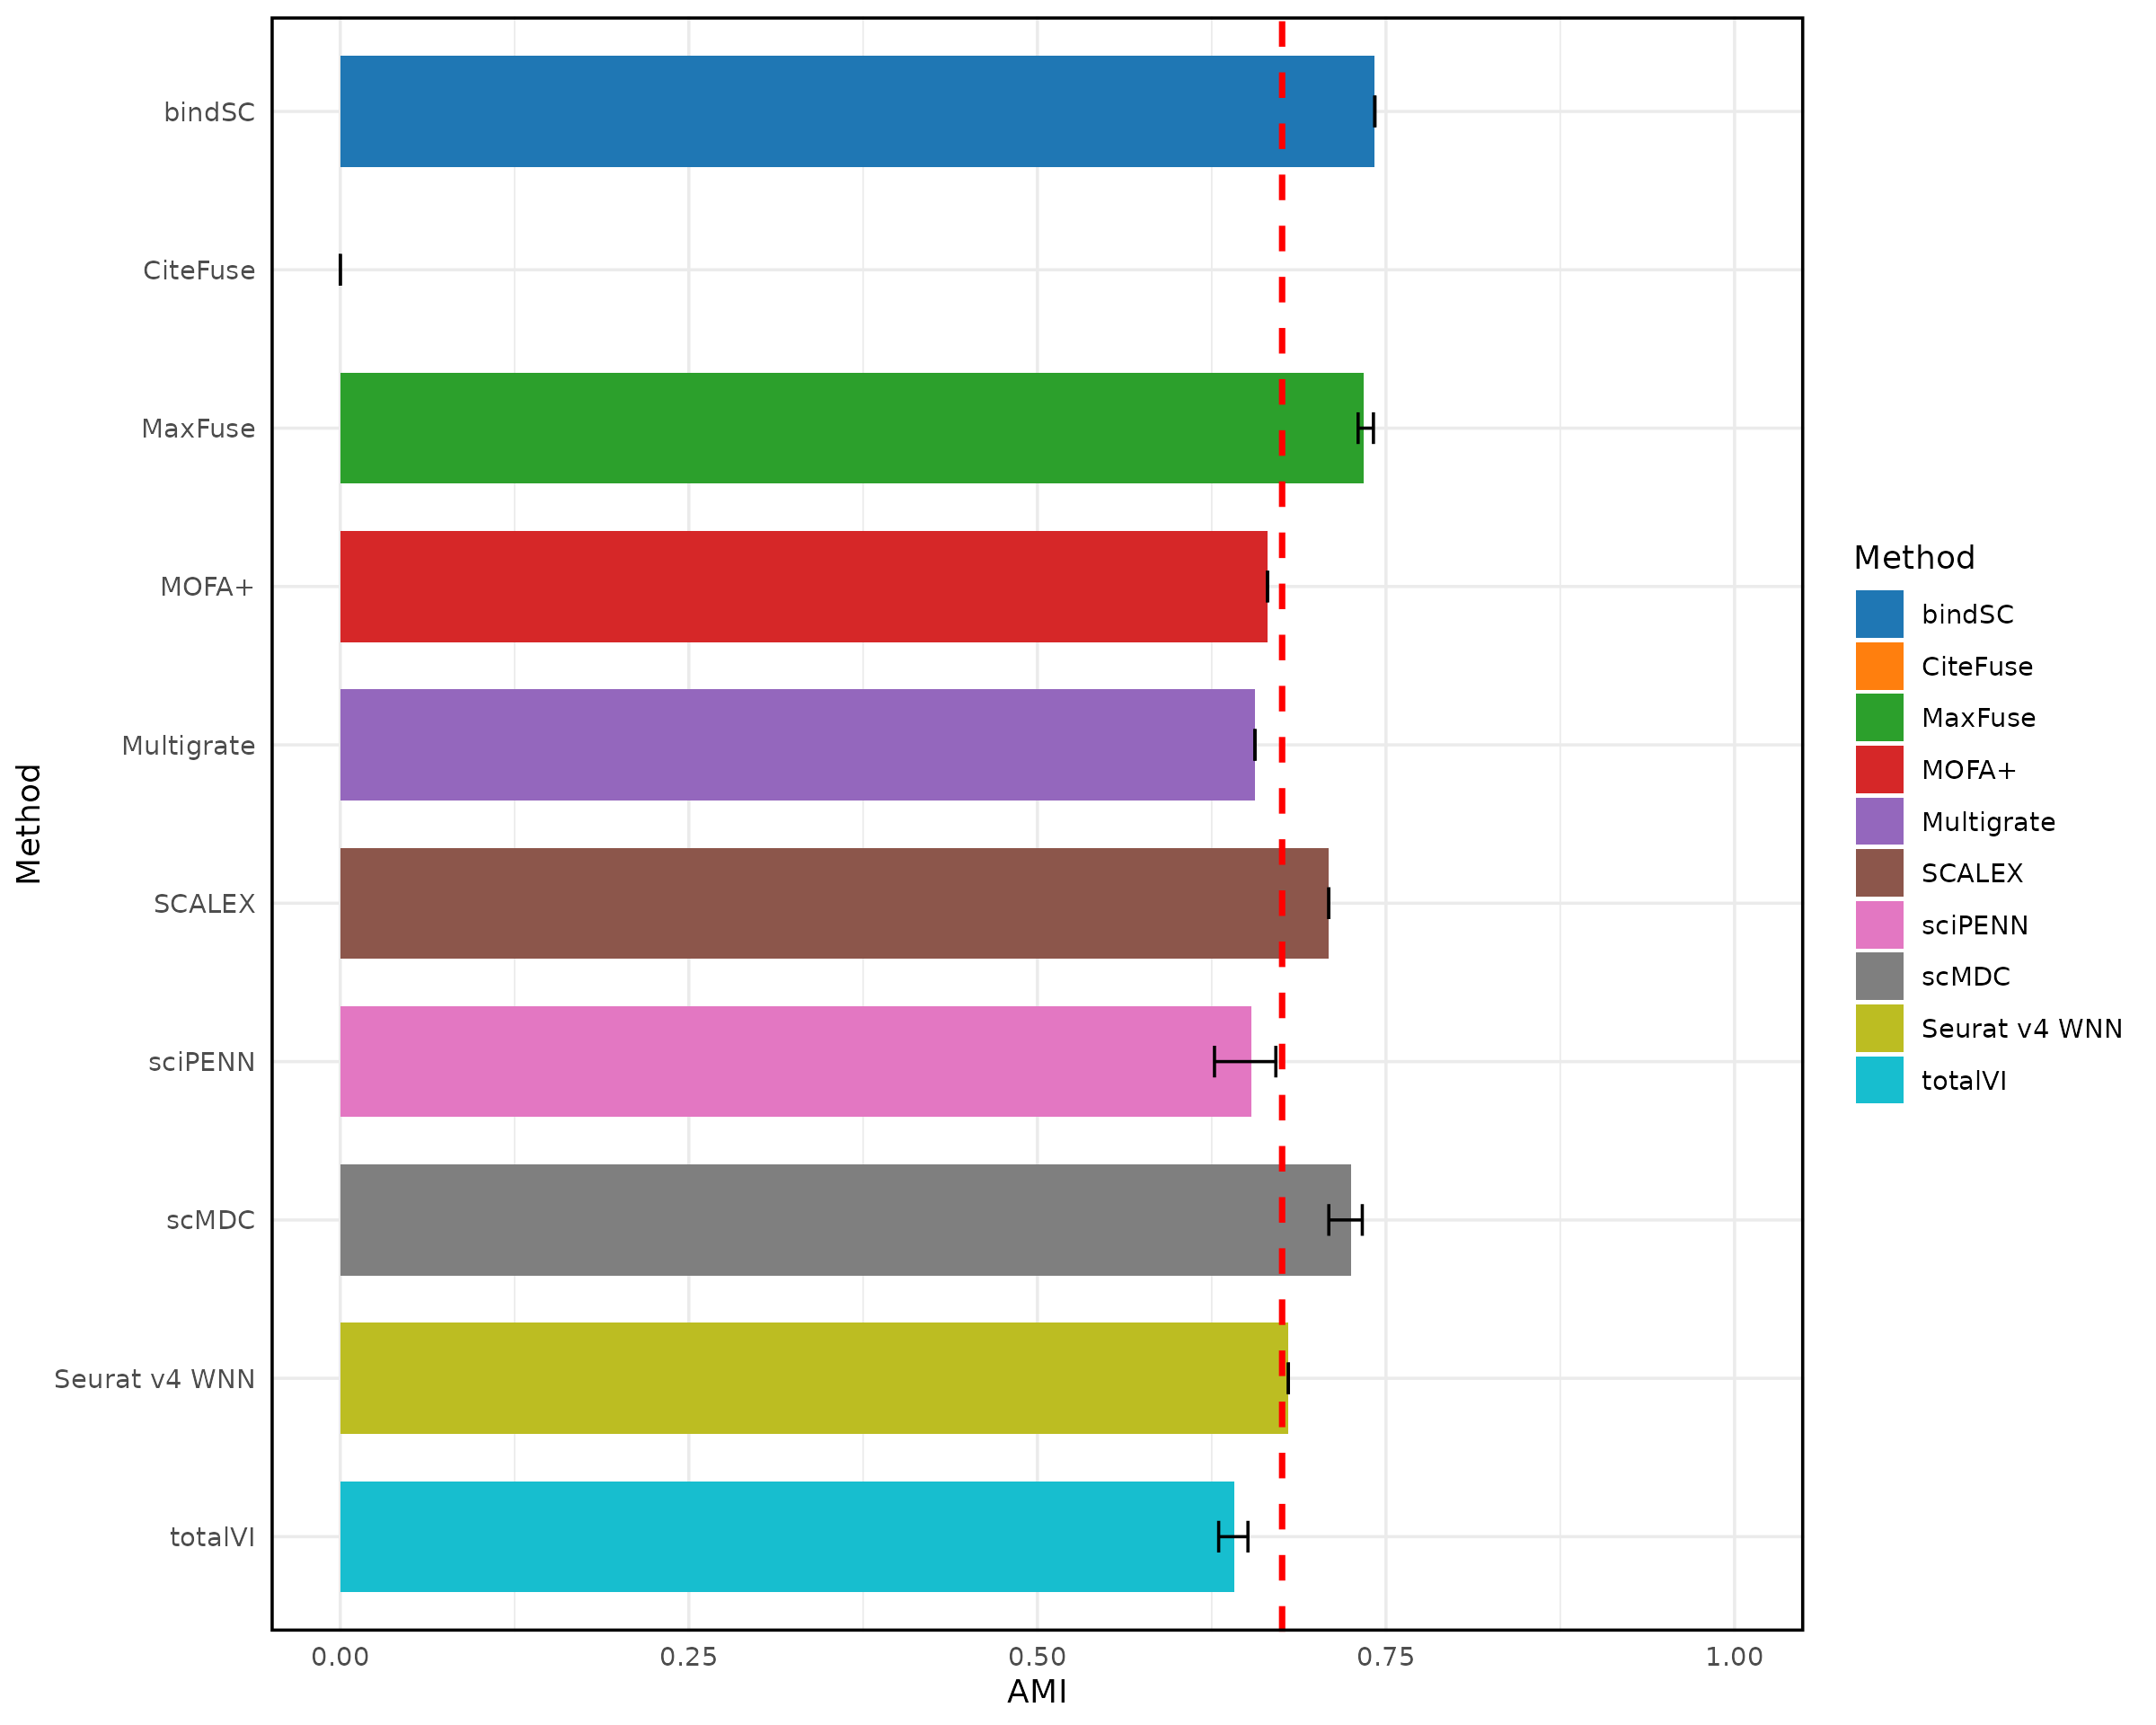 Method
bindSC
CiteFuse
MaxFuse
MOFA+
Multigrate
SCALEX
sciPENN
scMDC
Seurat v4 WNN
totalVI
0.00
0.25
0.50
0.75
1.00
AMI
Method
bindSC
CiteFuse
MaxFuse
MOFA+
Multigrate
SCALEX
sciPENN
scMDC
Seurat v4 WNN
totalVI